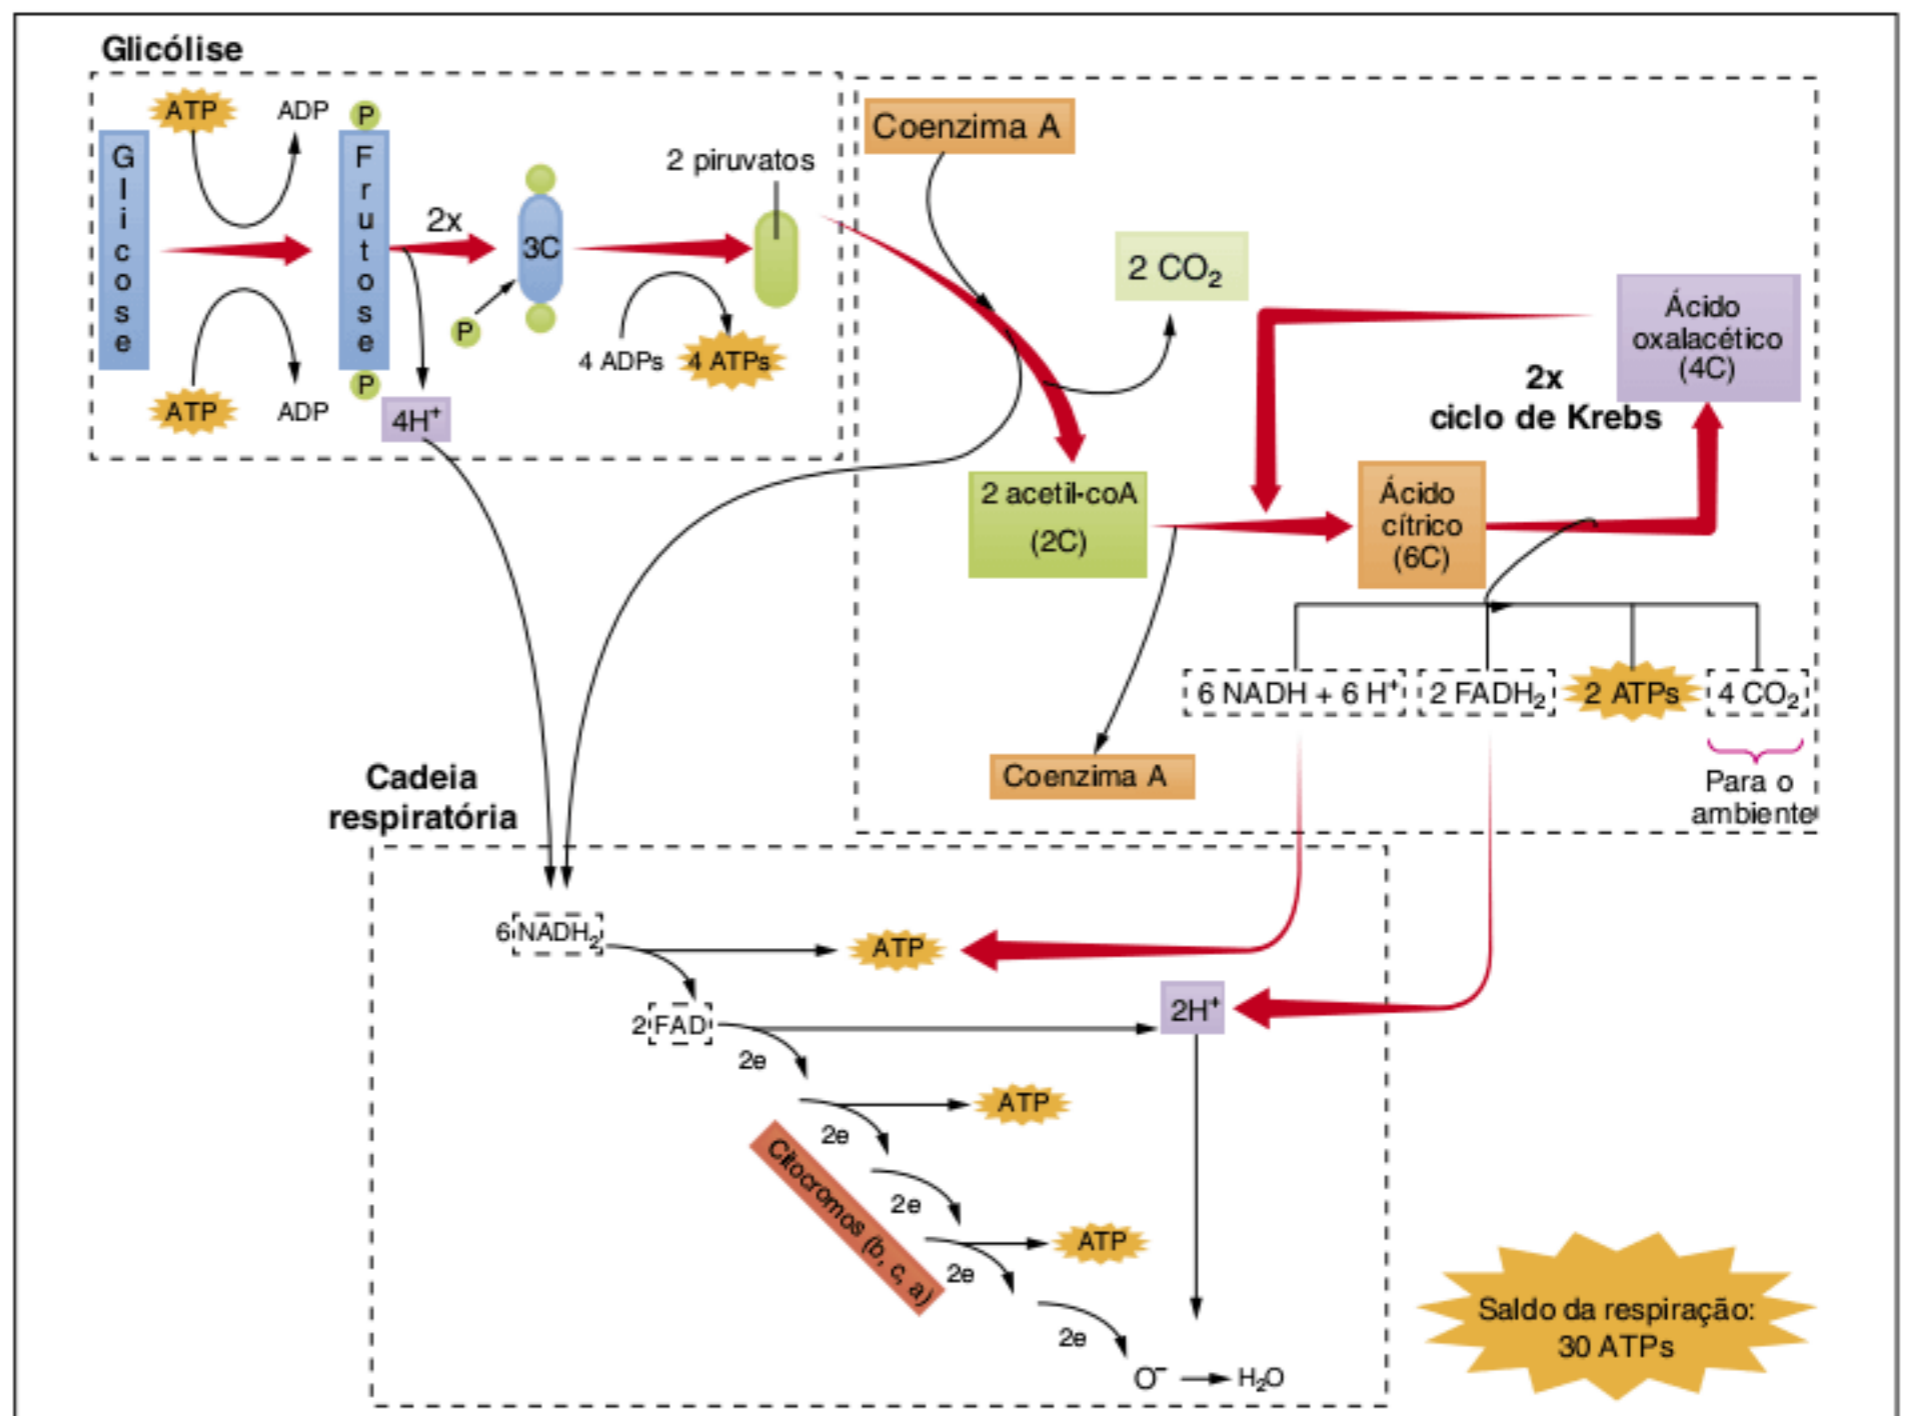 Glicólise
ATP
ADP
P
Glicose
Frutose
2x
3C
P
2 piruvatos
4 ADPs
4 ATPs
ATP
ADP
P
4H⁺
Coenzima A
2 CO₂
Ácido
oxalacético
(4C)
2x
ciclo de Krebs
2 acetil-coA
(2C)
Ácido
cítrico
(6C)
6 NADH + 6 H⁺
2 FADH₂
2 ATPs
4 CO₂
Coenzima A
Para o
ambiente
Cadeia
respiratória
6 NADH₂
ATP
2 FAD
2H⁺
2e
ATP
2e
Citocromos (b, c, a)
2e
ATP
2e
2e
O⁻
H₂O
Saldo da respiração:
30 ATPs